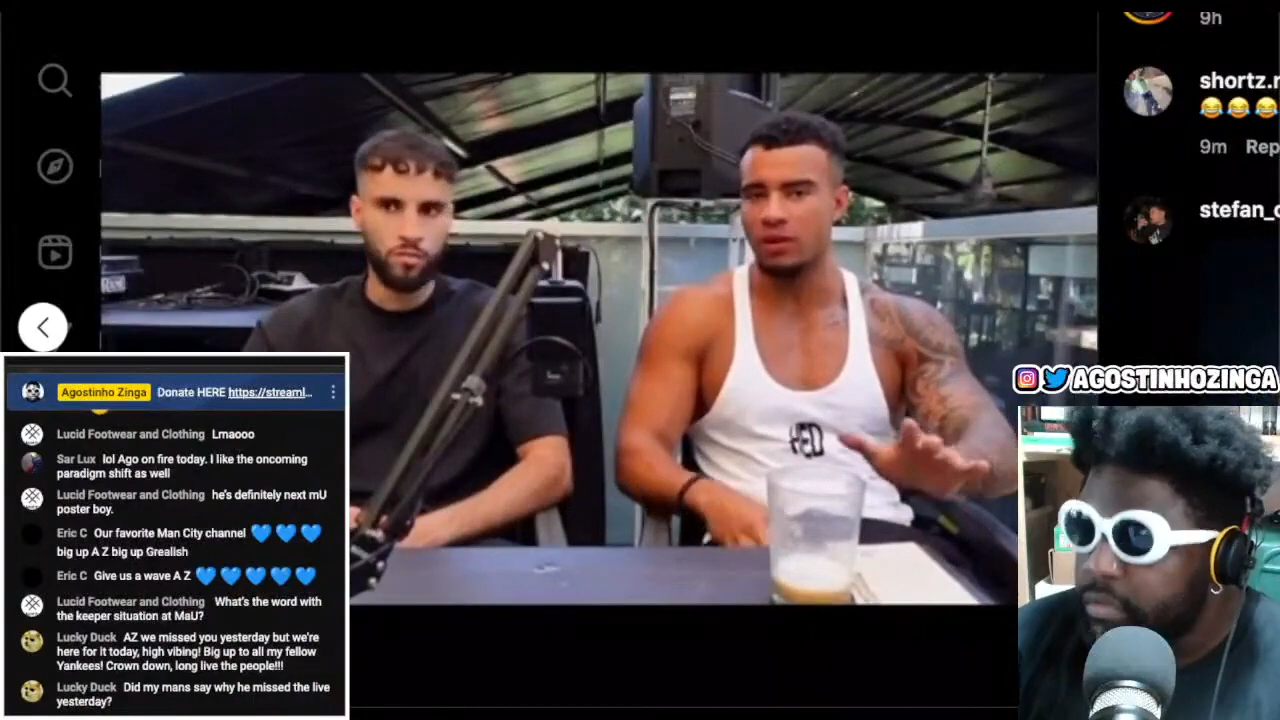 9h
shortz.r
😂😂😂
9m Rep
stefan_c
HED
AGOSTINHOZINGA
Agostinho Zinga Donate HERE https://streaml...
Lucid Footwear and Clothing Lmaooo
Sar Lux lol Ago on fire today. I like the oncoming
paradigm shift as well
Lucid Footwear and Clothing he's definitely next mU
poster boy.
Eric C Our favorite Man City channel 💙💙💙
big up A Z big up Grealish
Eric C Give us a wave A Z 💙💙💙💙💙
Lucid Footwear and Clothing What's the word with
the keeper situation at MaU?
Lucky Duck AZ we missed you yesterday but we're
here for it today, high vibing! Big up to all my fellow
Yankees! Crown down, long live the people!!!
Lucky Duck Did my mans say why he missed the live
yesterday?